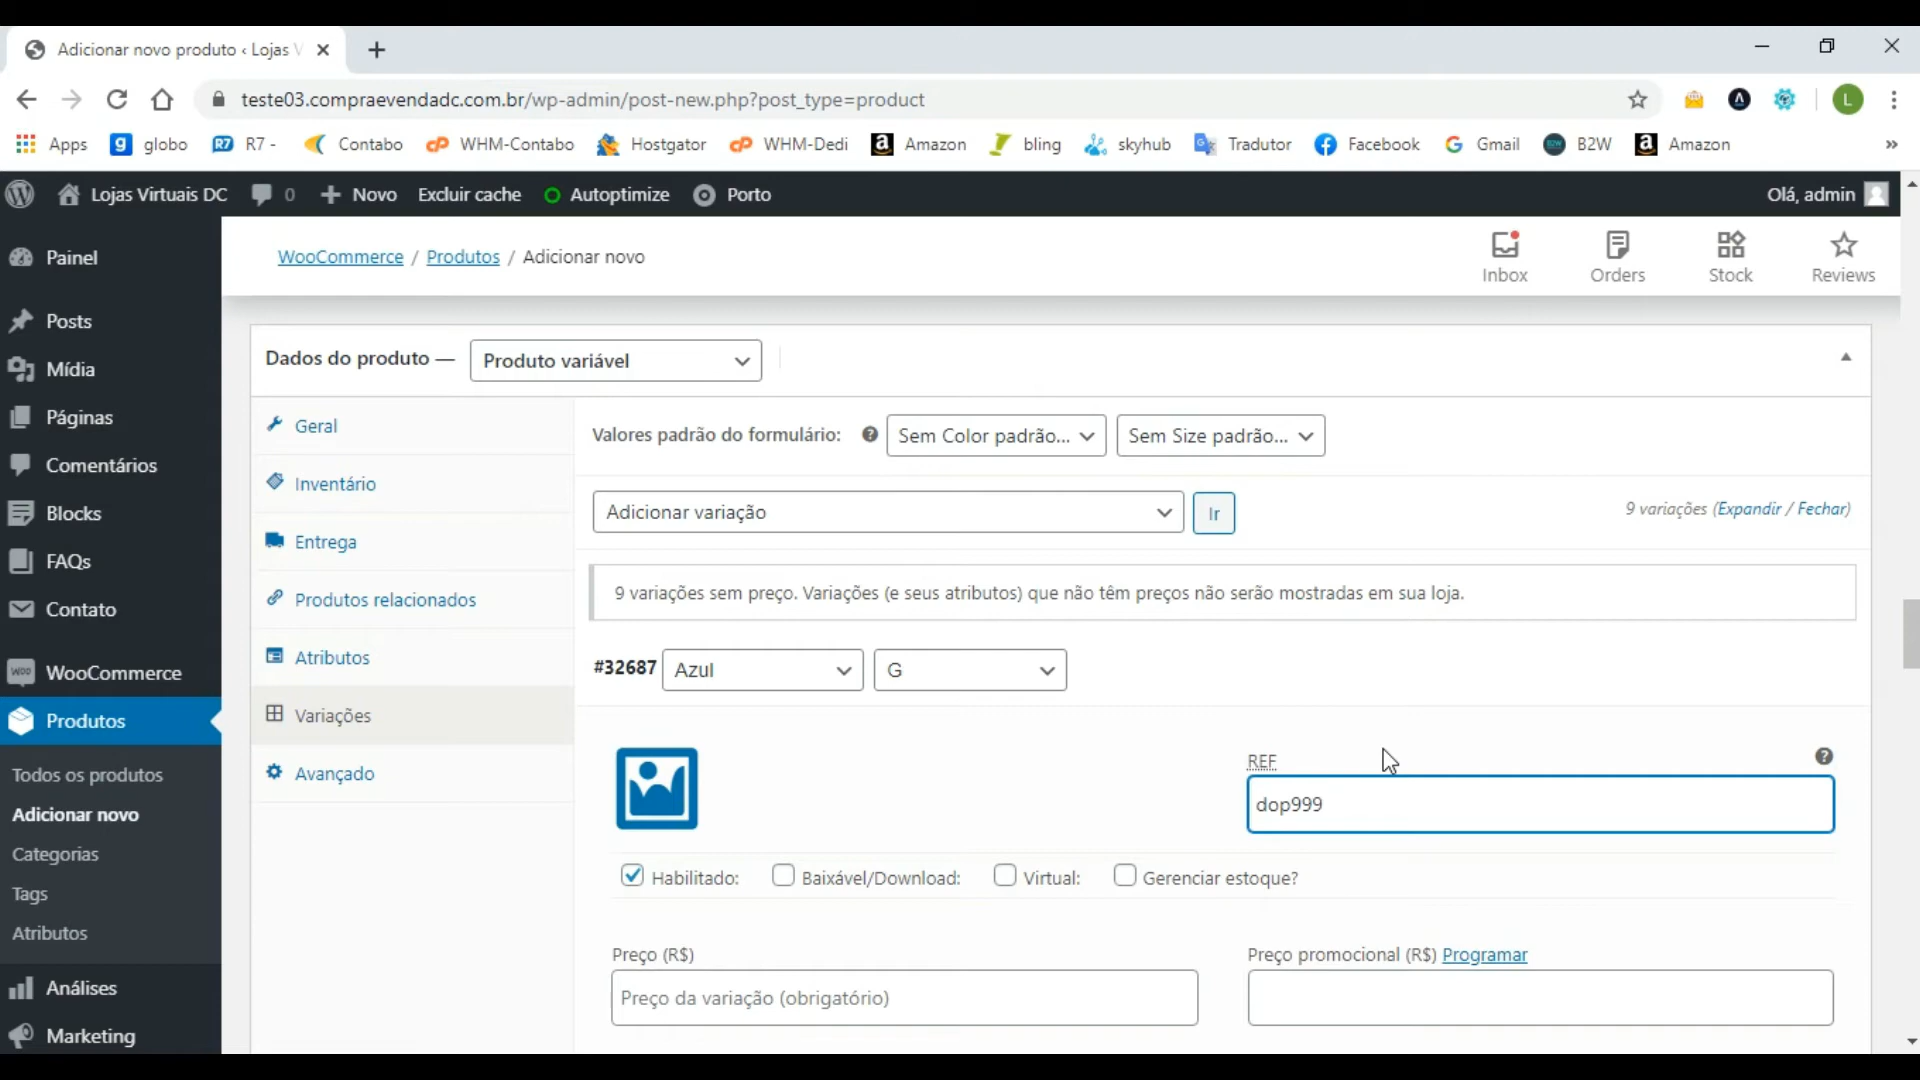 Adicionar novo produto ‹ Lojas V
teste03.compraevendadc.com.br/wp-admin/post-new.php?post_type=product
L
Apps
globo
R7 -
Contabo
WHM-Contabo
Hostgator
WHM-Dedi
Amazon
bling
skyhub
Tradutor
Facebook
Gmail
B2W
Amazon
»
Lojas Virtuais DC
0
Novo
Excluir cache
Autoptimize
Porto
Olá, admin
Painel
Posts
Mídia
Páginas
Comentários
Blocks
FAQs
Contato
WooCommerce
Produtos
Todos os produtos
Adicionar novo
Categorias
Tags
Atributos
Análises
Marketing
WooCommerce / Produtos / Adicionar novo
Inbox
Orders
Stock
Reviews
Dados do produto —
Produto variável
Geral
Inventário
Entrega
Produtos relacionados
Atributos
Variações
Avançado
Valores padrão do formulário:
Sem Color padrão...
Sem Size padrão...
Adicionar variação
Ir
9 variações (Expandir / Fechar)
9 variações sem preço. Variações (e seus atributos) que não têm preços não serão mostradas em sua loja.
#32687
Azul
G
REF
dop999
Habilitado:
Baixável/Download:
Virtual:
Gerenciar estoque?
Preço (R$)
Preço da variação (obrigatório)
Preço promocional (R$) Programar